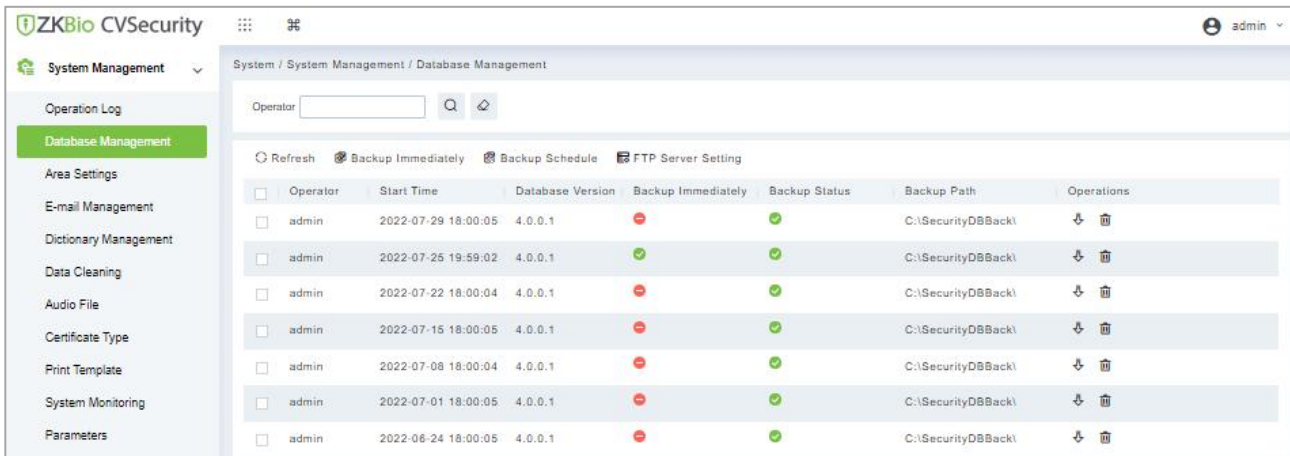 ZKBio CVSecurity
admin
System Management
System / System Management / Database Management
Operation Log
Operator
Database Management
Refresh Backup Immediately Backup Schedule FTP Server Setting
Area Settings
Operator Start Time Database Version Backup Immediately Backup Status Backup Path Operations
E-mail Management
admin 2022-07-29 18:00:05 4.0.0.1 C:\SecurityDBBack\
Dictionary Management
admin 2022-07-25 19:59:02 4.0.0.1 C:\SecurityDBBack\
Data Cleaning
admin 2022-07-22 18:00:04 4.0.0.1 C:\SecurityDBBack\
Audio File
admin 2022-07-15 18:00:05 4.0.0.1 C:\SecurityDBBack\
Certificate Type
admin 2022-07-08 18:00:04 4.0.0.1 C:\SecurityDBBack\
Print Template
admin 2022-07-01 18:00:05 4.0.0.1 C:\SecurityDBBack\
System Monitoring
admin 2022-06-24 18:00:05 4.0.0.1 C:\SecurityDBBack\
Parameters